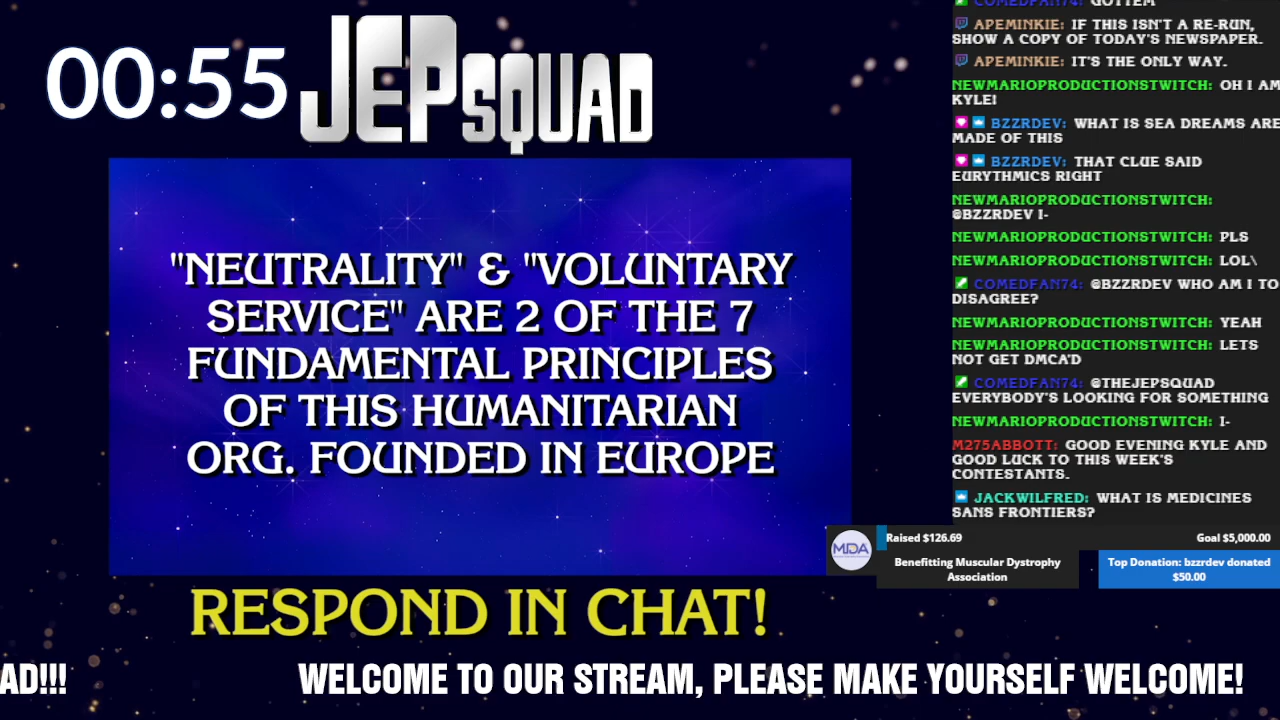 00:55
JEPSQUAD
"NEUTRALITY" & "VOLUNTARY
SERVICE" ARE 2 OF THE 7
FUNDAMENTAL PRINCIPLES
OF THIS HUMANITARIAN
ORG. FOUNDED IN EUROPE
RESPOND IN CHAT!
COMEDFAN74: GOTTEM
APEMINKIE: IF THIS ISN'T A RE-RUN,
SHOW A COPY OF TODAY'S NEWSPAPER.
APEMINKIE: IT'S THE ONLY WAY.
NEWMARIOPRODUCTIONSTWITCH: OH I AM
KYLE!
BZZRDEV: WHAT IS SEA DREAMS ARE
MADE OF THIS
BZZRDEV: THAT CLUE SAID
EURYTHMICS RIGHT
NEWMARIOPRODUCTIONSTWITCH:
@BZZRDEV I-
NEWMARIOPRODUCTIONSTWITCH: PLS
NEWMARIOPRODUCTIONSTWITCH: LOL\
COMEDFAN74: @BZZRDEV WHO AM I TO
DISAGREE?
NEWMARIOPRODUCTIONSTWITCH: YEAH
NEWMARIOPRODUCTIONSTWITCH: LETS
NOT GET DMCA'D
COMEDFAN74: @THEJEPSQUAD
EVERYBODY'S LOOKING FOR SOMETHING
NEWMARIOPRODUCTIONSTWITCH: I-
M275ABBOTT: GOOD EVENING KYLE AND
GOOD LUCK TO THIS WEEK'S
CONTESTANTS.
JACKWILFRED: WHAT IS MEDICINES
SANS FRONTIERS?
MDA
Raised $126.69
Goal $5,000.00
Benefitting Muscular Dystrophy
Association
Top Donation: bzzrdev donated
$50.00
AD!!! WELCOME TO OUR STREAM, PLEASE MAKE YOURSELF WELCOME!